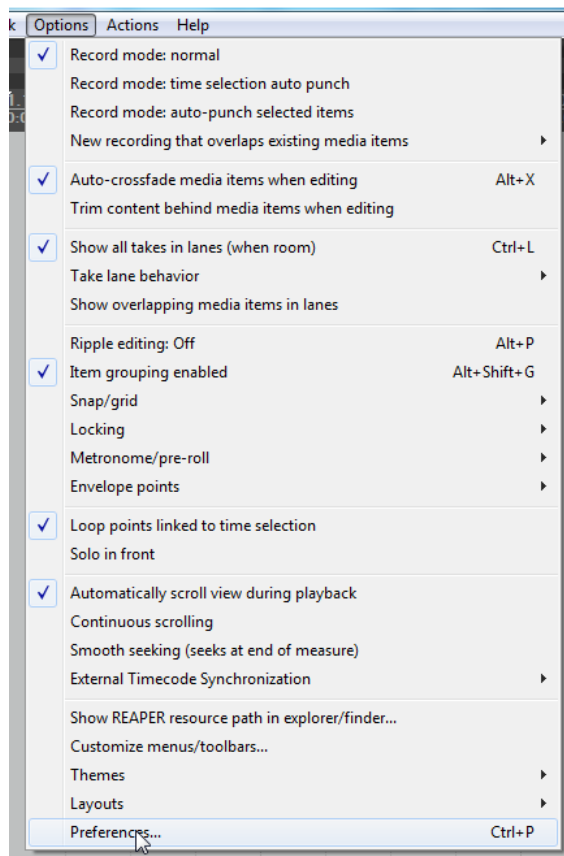 k Options Actions Help
Record mode: normal
Record mode: time selection auto punch
Record mode: auto-punch selected items
New recording that overlaps existing media items
Auto-crossfade media items when editing Alt+X
Trim content behind media items when editing
Show all takes in lanes (when room) Ctrl+L
Take lane behavior
Show overlapping media items in lanes
Ripple editing: Off Alt+P
Item grouping enabled Alt+Shift+G
Snap/grid
Locking
Metronome/pre-roll
Envelope points
Loop points linked to time selection
Solo in front
Automatically scroll view during playback
Continuous scrolling
Smooth seeking (seeks at end of measure)
External Timecode Synchronization
Show REAPER resource path in explorer/finder...
Customize menus/toolbars...
Themes
Layouts
Preferences... Ctrl+P